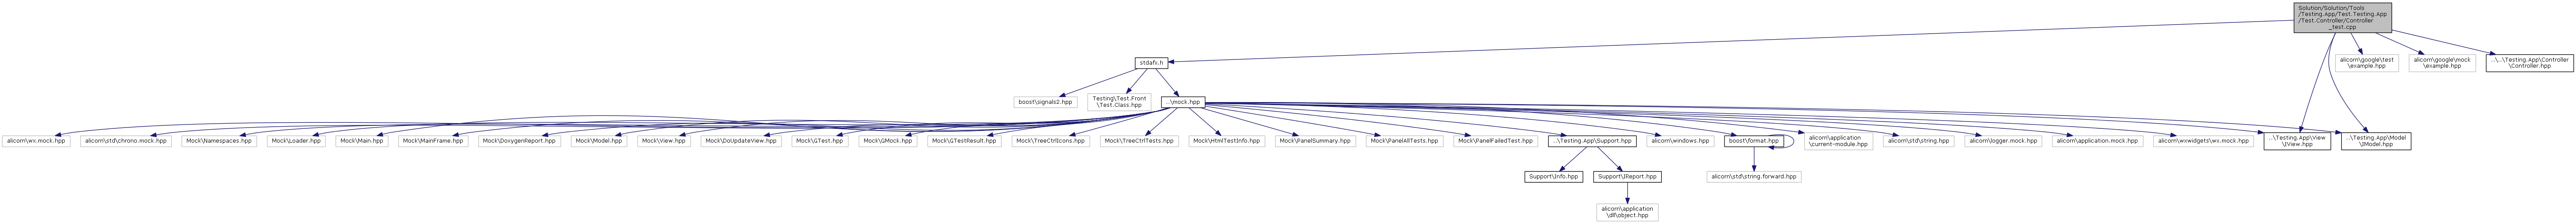 Solution/Solution/Tools
/Testing.App/Test.Testing.App
/Test.Controller/Controller
_test.cpp
stdafx.h
alicorn\google\test
\example.hpp
alicorn\google\mock
\example.hpp
..\..\Testing.App\Controller
\Controller.hpp
boost\signals2.hpp
Testing\Test.Front
\Test.Class.hpp
..\mock.hpp
alicorn\wx.mock.hpp
alicorn\std\chrono.mock.hpp
Mock\Namespaces.hpp
Mock\Loader.hpp
Mock\Main.hpp
Mock\MainFrame.hpp
Mock\DoxygenReport.hpp
Mock\Model.hpp
Mock\View.hpp
Mock\DoUpdateView.hpp
Mock\GTest.hpp
Mock\GMock.hpp
Mock\GTestResult.hpp
Mock\TreeCtrlIcons.hpp
Mock\TreeCtrlTests.hpp
Mock\HtmlTestInfo.hpp
Mock\PanelSummary.hpp
Mock\PanelAllTests.hpp
Mock\PanelFailedTest.hpp
..\Testing.App\Support.hpp
alicorn\windows.hpp
boost\format.hpp
alicorn\application
\current-module.hpp
alicorn\std\string.hpp
alicorn\logger.mock.hpp
alicorn\application.mock.hpp
alicorn\wxwidgets\wx.mock.hpp
..\Testing.App\View
\IView.hpp
..\Testing.App\Model
\IModel.hpp
Support\Info.hpp
Support\IReport.hpp
alicorn\std\string.forward.hpp
alicorn\application
\dll\object.hpp